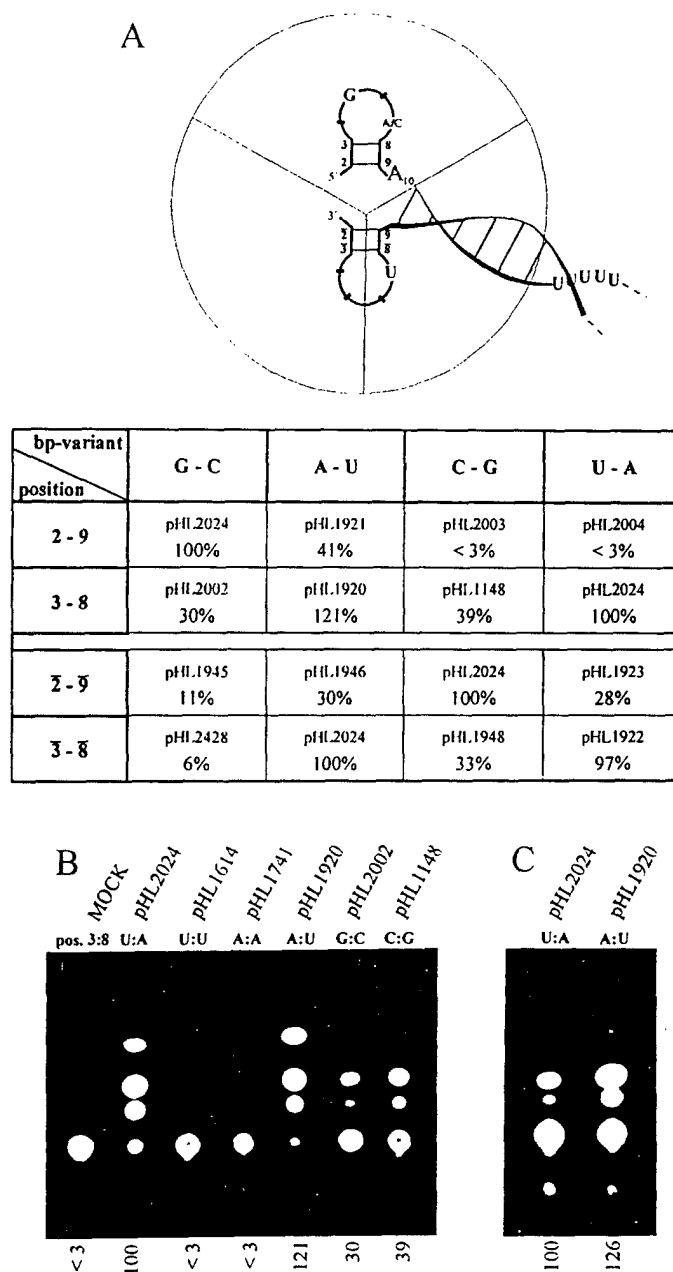 A
G
A/C
3 8
2 9
5' A10
3'
2̅ 9̅
3̅ 8̅
U
U U U U U
bp-variant
position
G - C A - U C - G U - A
2 - 9
pHL2024 pHL1921 pHL2003 pHL2004
100% 41% < 3% < 3%
3 - 8
pHL2002 pHL1920 pHL1148 pHL2024
30% 121% 39% 100%
2̅ - 9̅
pHL1945 pHL1946 pHL2024 pHL1923
11% 30% 100% 28%
3̅ - 8̅
pHL2428 pHL2024 pHL1948 pHL1922
6% 100% 33% 97%
B
MOCK pHL2024 pHL1614 pHL1741 pHL1920 pHL2002 pHL1148
pos. 3:8 U:A U:U A:A A:U G:C C:G
< 3 100 < 3 < 3 121 30 39
C
pHL2024 pHL1920
U:A A:U
100 126